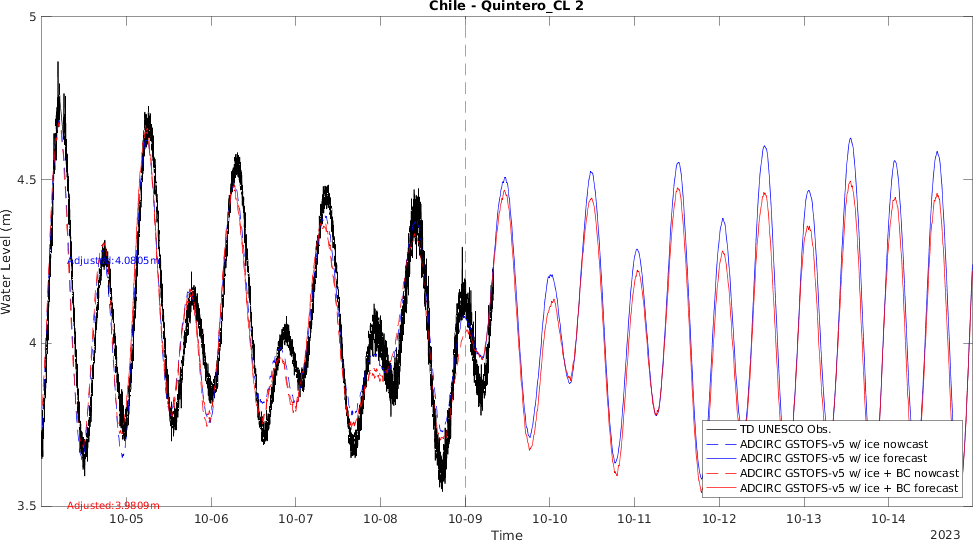 Chile - Quintero_CL 2
5
4.5
4
3.5
Water Level (m)
Adjusted:4.0805m
Adjusted:3.9809m
TD UNESCO Obs.
ADCIRC GSTOFS-v5 w/ ice nowcast
ADCIRC GSTOFS-v5 w/ ice forecast
ADCIRC GSTOFS-v5 w/ ice + BC nowcast
ADCIRC GSTOFS-v5 w/ ice + BC forecast
10-05 10-06 10-07 10-08 10-09 10-10 10-11 10-12 10-13 10-14
Time
2023